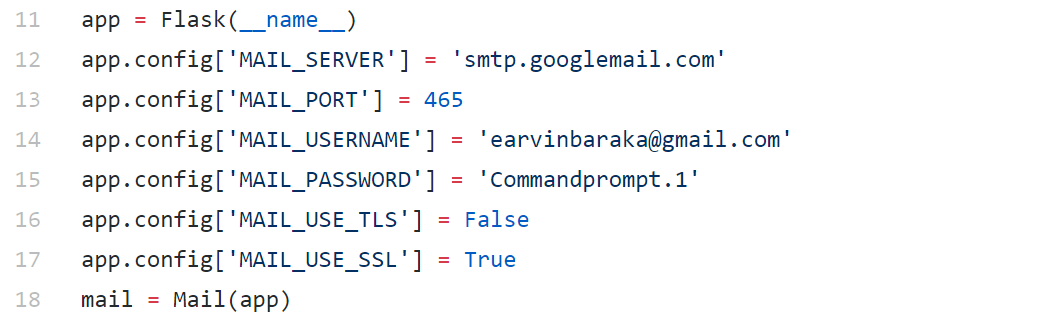 11 app = Flask(__name__)
12 app.config['MAIL_SERVER'] = 'smtp.googlemail.com'
13 app.config['MAIL_PORT'] = 465
14 app.config['MAIL_USERNAME'] = 'earvinbaraka@gmail.com'
15 app.config['MAIL_PASSWORD'] = 'Commandprompt.1'
16 app.config['MAIL_USE_TLS'] = False
17 app.config['MAIL_USE_SSL'] = True
18 mail = Mail(app)